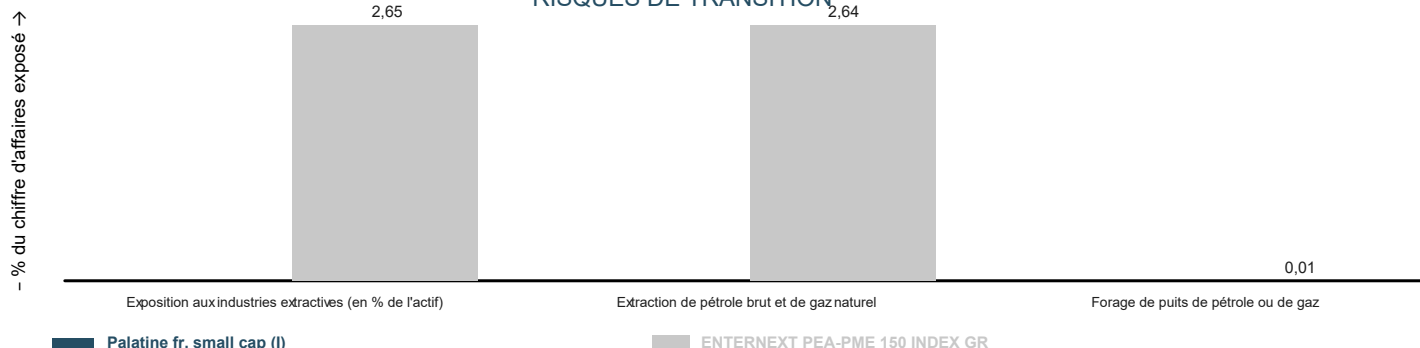 RISQUES DE TRANSITION
2,65
2,64
0,01
– % du chiffre d'affaires exposé →
Exposition aux industries extractives (en % de l'actif)
Extraction de pétrole brut et de gaz naturel
Forage de puits de pétrole ou de gaz
Palatine fr. small cap (I)
ENTERNEXT PEA-PME 150 INDEX GR